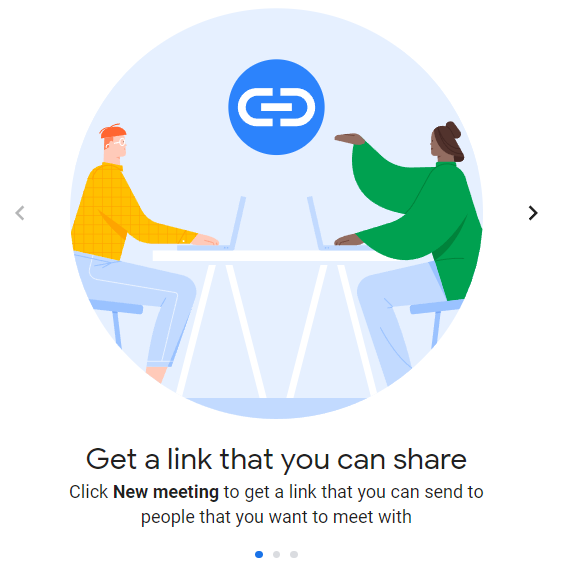 Get a link that you can share
Click New meeting to get a link that you can send to
people that you want to meet with